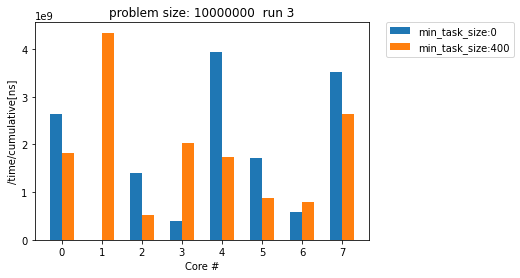 problem size: 10000000  run 3
1e9
min_task_size:0
min_task_size:400
/time/cumulative[ns]
4
3
2
1
0
0 1 2 3 4 5 6 7
Core #